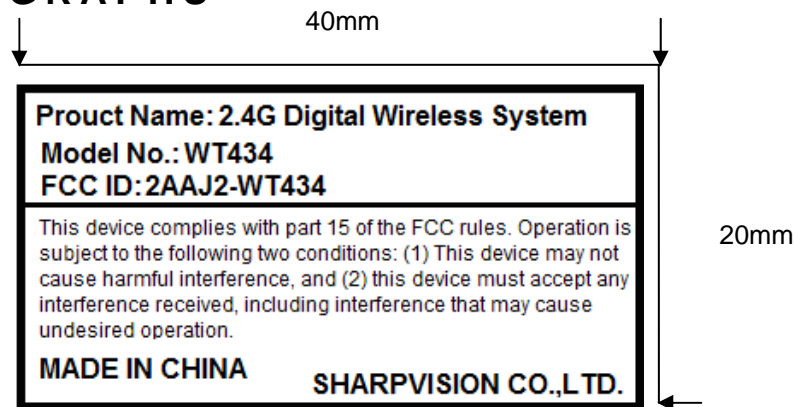 40mm
Prouct Name: 2.4G Digital Wireless System
Model No.: WT434
FCC ID: 2AAJ2-WT434
This device complies with part 15 of the FCC rules. Operation is
subject to the following two conditions: (1) This device may not
cause harmful interference, and (2) this device must accept any
interference received, including interference that may cause
undesired operation.
MADE IN CHINA
SHARPVISION CO.,LTD.
20mm